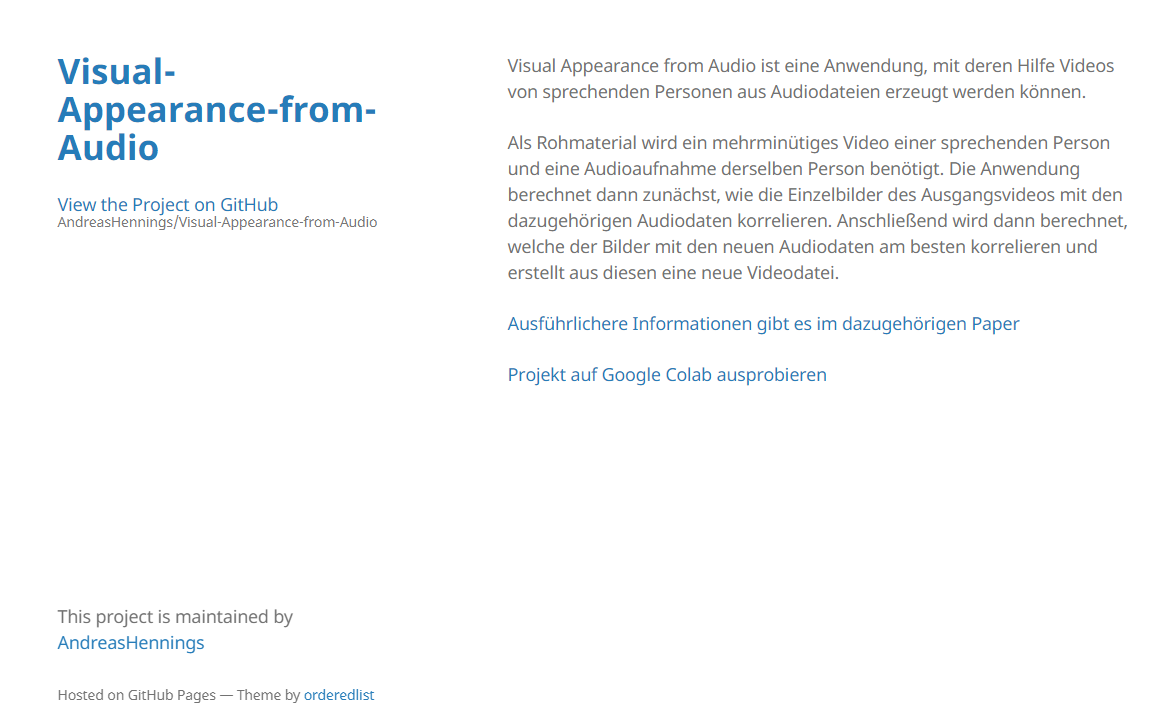 Visual-
Appearance-from-
Audio
View the Project on GitHub
AndreasHennings/Visual-Appearance-from-Audio
Visual Appearance from Audio ist eine Anwendung, mit deren Hilfe Videos
von sprechenden Personen aus Audiodateien erzeugt werden können.
Als Rohmaterial wird ein mehrminütiges Video einer sprechenden Person
und eine Audioaufnahme derselben Person benötigt. Die Anwendung
berechnet dann zunächst, wie die Einzelbilder des Ausgangsvideos mit den
dazugehörigen Audiodaten korrelieren. Anschließend wird dann berechnet,
welche der Bilder mit den neuen Audiodaten am besten korrelieren und
erstellt aus diesen eine neue Videodatei.
Ausführlichere Informationen gibt es im dazugehörigen Paper
Projekt auf Google Colab ausprobieren
This project is maintained by
AndreasHennings
Hosted on GitHub Pages — Theme by orderedlist